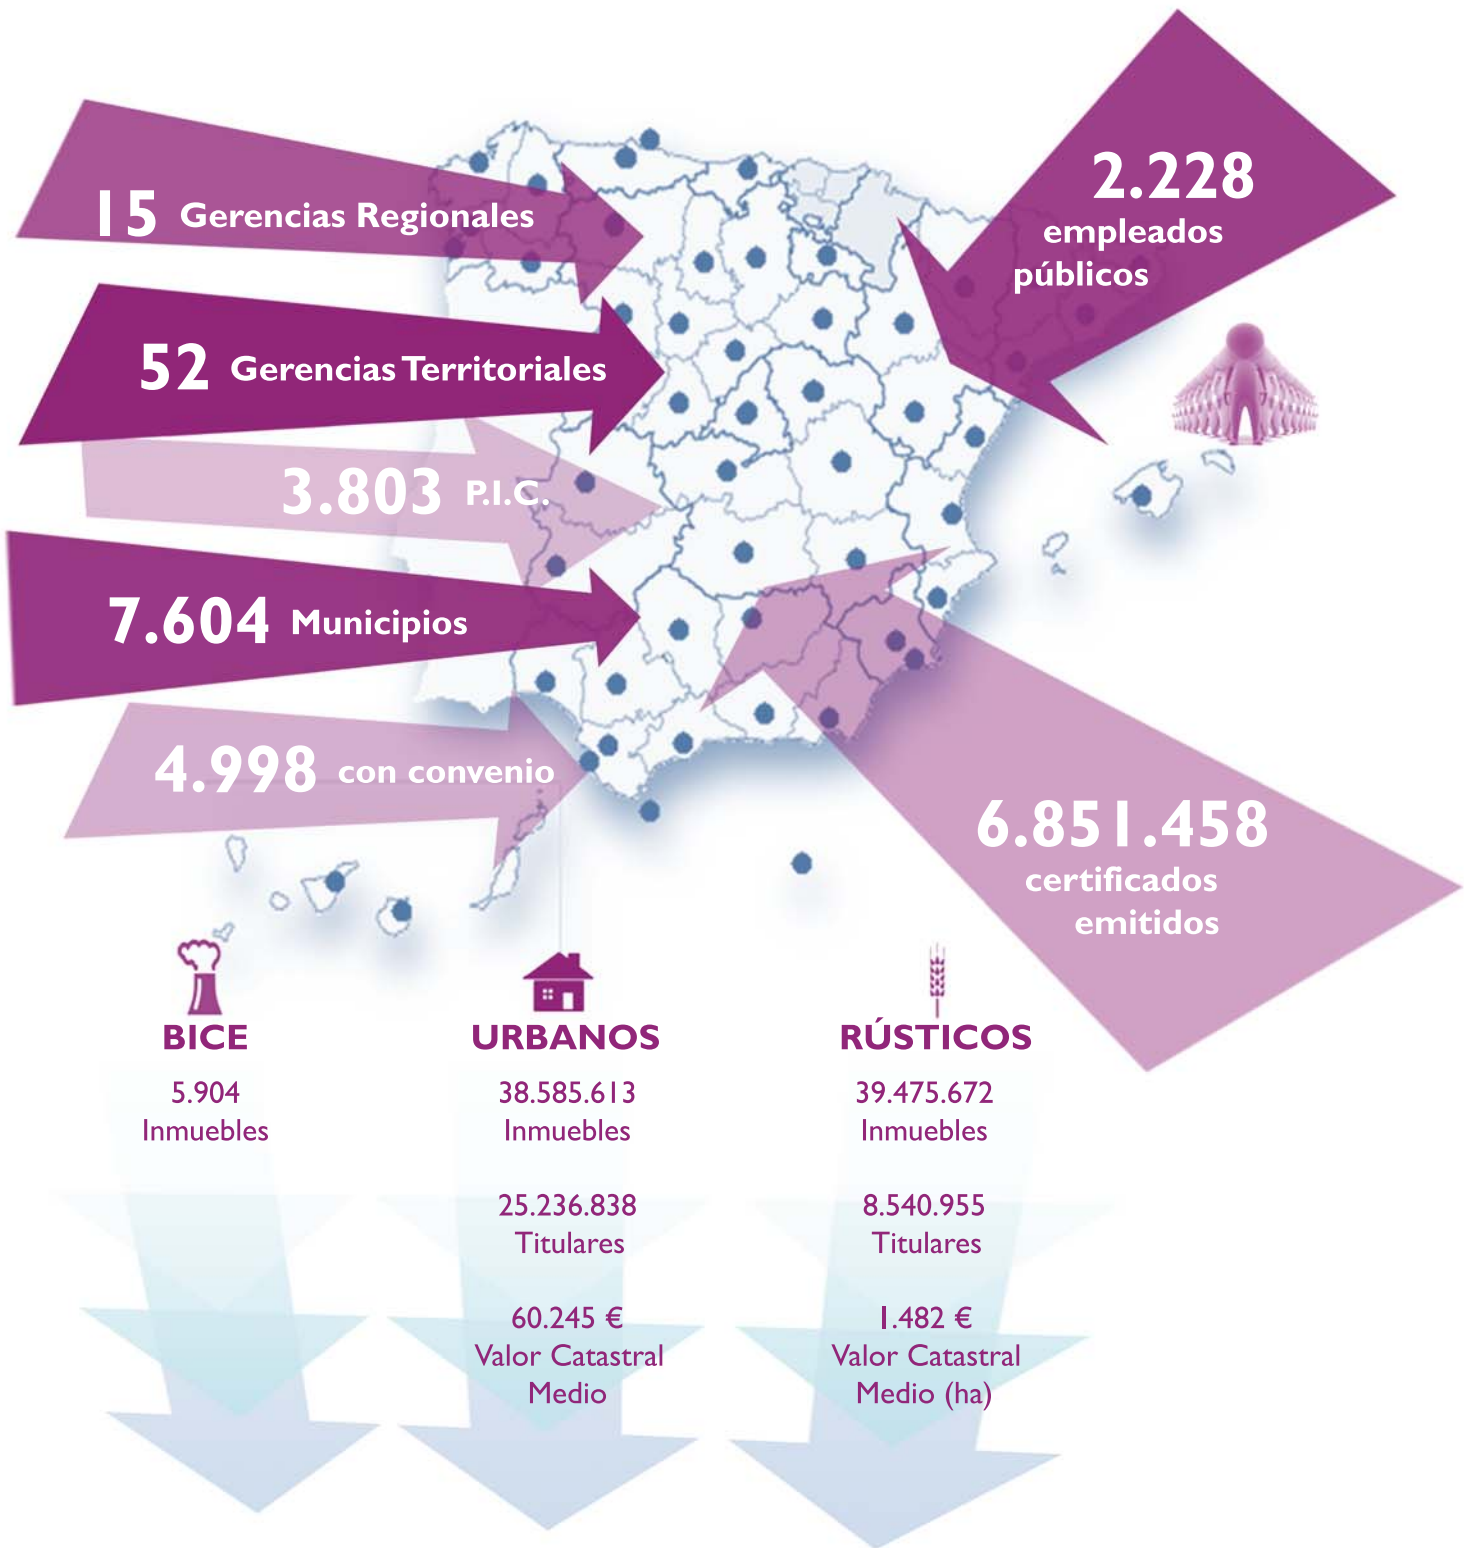 15 Gerencias Regionales
52 Gerencias Territoriales
3.803 P.I.C.
7.604 Municipios
4.998 con convenio
2.228
empleados
públicos
6.851.458
certificados
emitidos
BICE
5.904
Inmuebles
URBANOS
38.585.613
Inmuebles
25.236.838
Titulares
60.245 €
Valor Catastral
Medio
RÚSTICOS
39.475.672
Inmuebles
8.540.955
Titulares
1.482 €
Valor Catastral
Medio (ha)